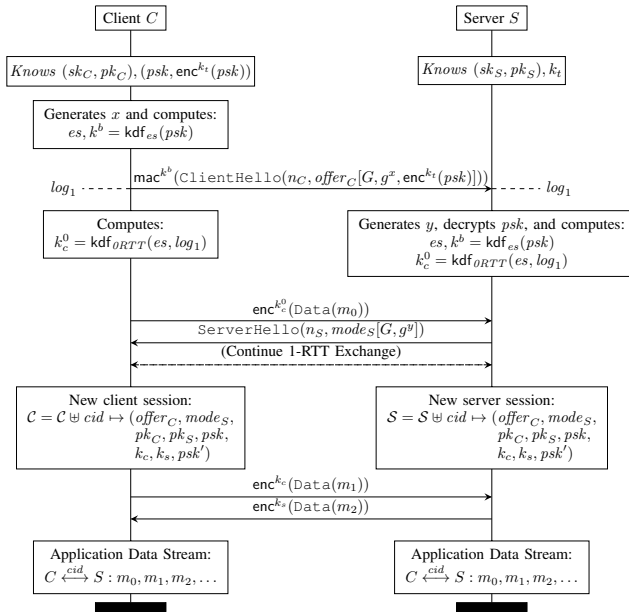 Client C
Server S
Knows (sk_C, pk_C), (psk, enc^{k_t}(psk))
Knows (sk_S, pk_S), k_t
Generates x and computes:
es, k^b = kdf_{es}(psk)
mac^{k^b}(ClientHello(n_C, offer_C[G, g^x, enc^{k_t}(psk)]))
log_1
log_1
Computes:
k_c^0 = kdf_{0RTT}(es, log_1)
Generates y, decrypts psk, and computes:
es, k^b = kdf_{es}(psk)
k_c^0 = kdf_{0RTT}(es, log_1)
enc^{k_c^0}(Data(m_0))
ServerHello(n_S, mode_S[G, g^y])
(Continue 1-RTT Exchange)
New client session:
𝒞 = 𝒞 ⊎ cid ↦ (offer_C, mode_S,
pk_C, pk_S, psk,
k_c, k_s, psk′)
New server session:
𝒮 = 𝒮 ⊎ cid ↦ (offer_C, mode_S,
pk_C, pk_S, psk,
k_c, k_s, psk′)
enc^{k_c}(Data(m_1))
enc^{k_s}(Data(m_2))
Application Data Stream:
C ⟷^{cid} S : m_0, m_1, m_2, . . .
Application Data Stream:
C ⟷^{cid} S : m_0, m_1, m_2, . . .